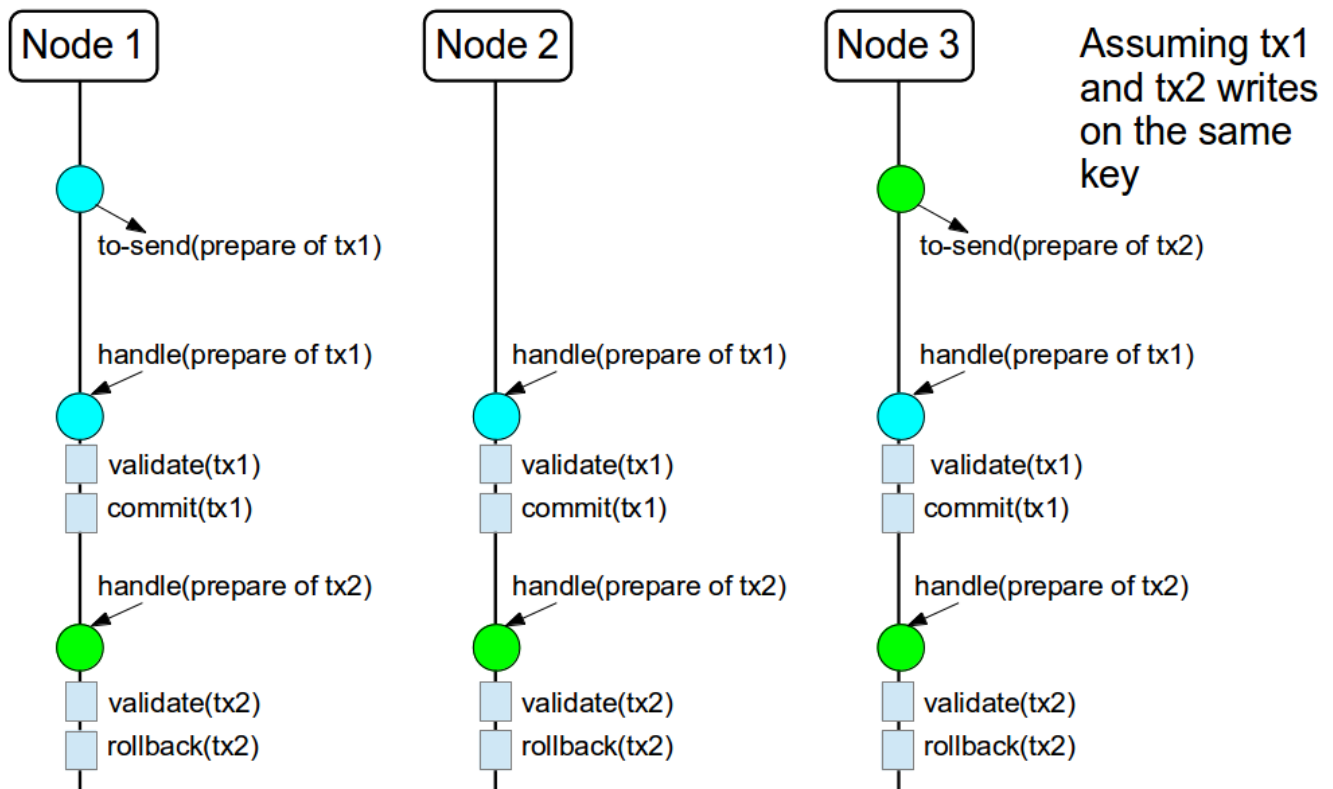 Node 1
Node 2
Node 3
Assuming tx1
and tx2 writes
on the same
key
to-send(prepare of tx1)
to-send(prepare of tx2)
handle(prepare of tx1)
handle(prepare of tx1)
handle(prepare of tx1)
validate(tx1)
validate(tx1)
validate(tx1)
commit(tx1)
commit(tx1)
commit(tx1)
handle(prepare of tx2)
handle(prepare of tx2)
handle(prepare of tx2)
validate(tx2)
validate(tx2)
validate(tx2)
rollback(tx2)
rollback(tx2)
rollback(tx2)